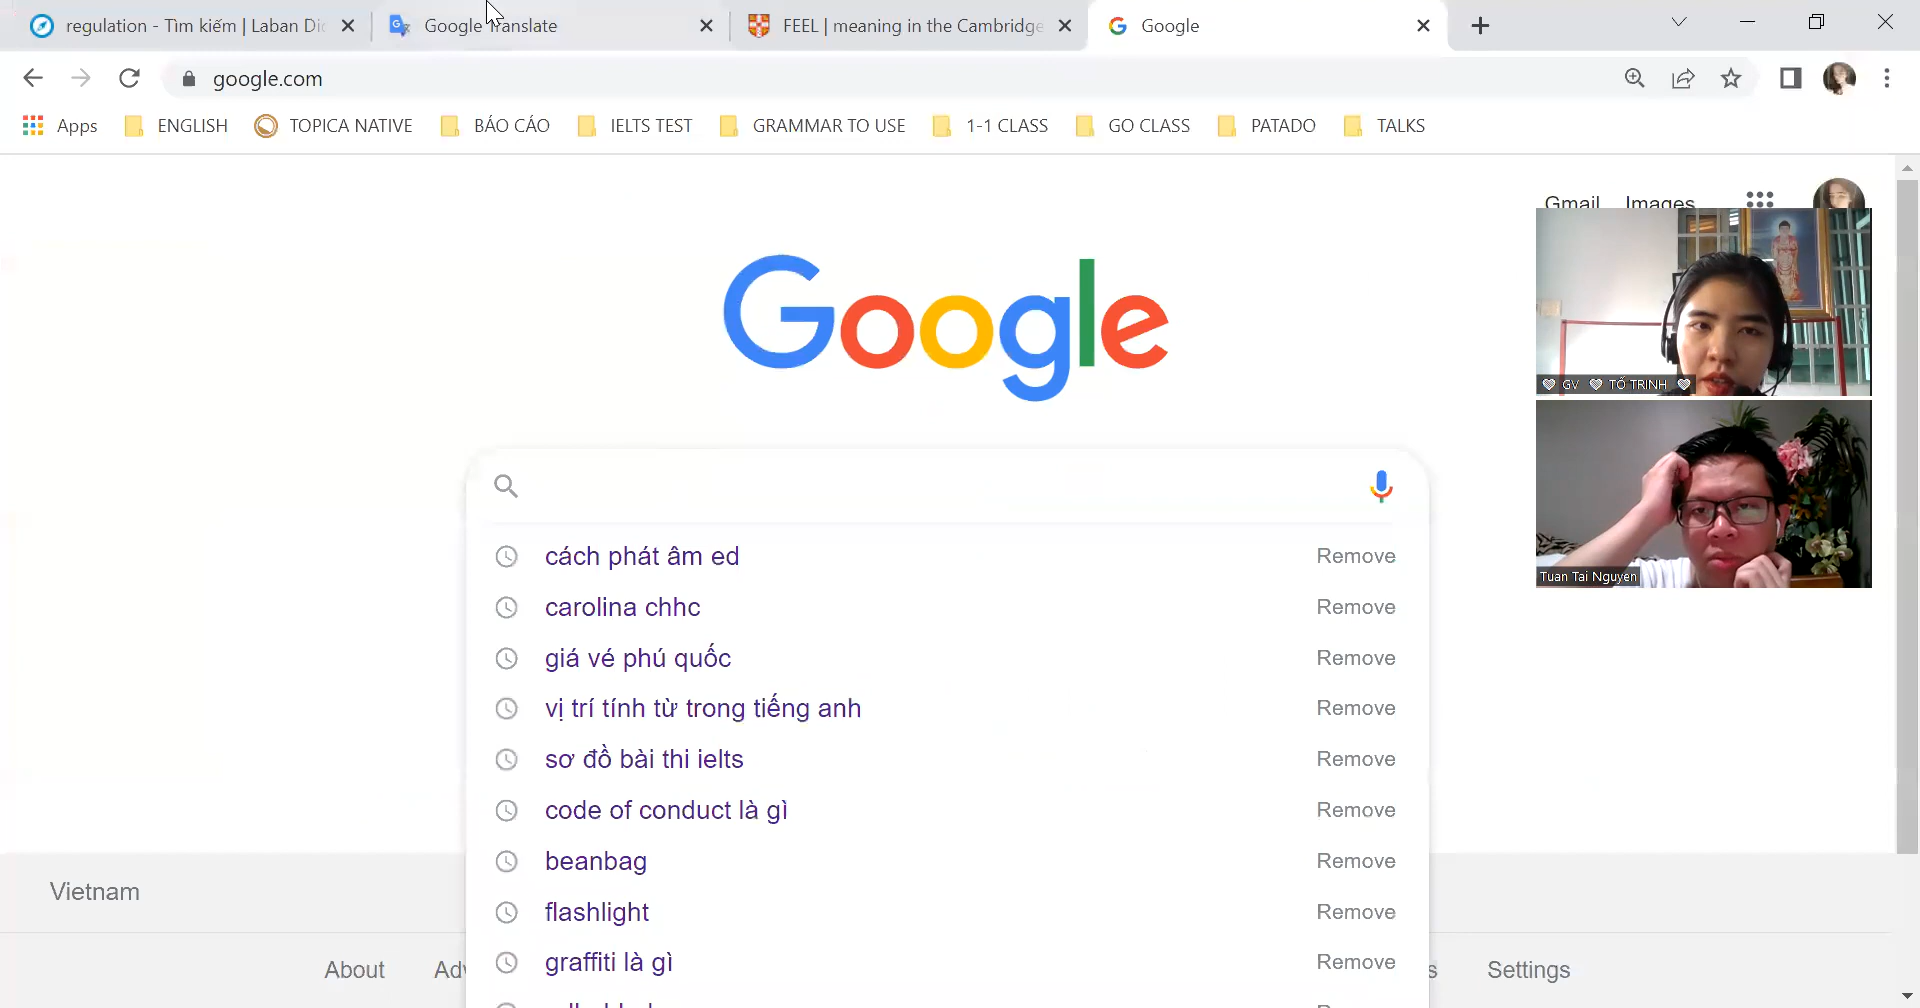 regulation - Tìm kiếm | Laban Dic
Google Translate
FEEL | meaning in the Cambridge
Google
google.com
Apps
ENGLISH
TOPICA NATIVE
BÁO CÁO
IELTS TEST
GRAMMAR TO USE
1-1 CLASS
GO CLASS
PATADO
TALKS
Gmail
Images
Google
GV TỐ TRINH
Tuan Tai Nguyen
cách phát âm ed Remove
carolina chhc Remove
giá vé phú quốc Remove
vị trí tính từ trong tiếng anh Remove
sơ đồ bài thi ielts Remove
code of conduct là gì Remove
beanbag Remove
flashlight Remove
graffiti là gì Remove
Vietnam
About
Settings